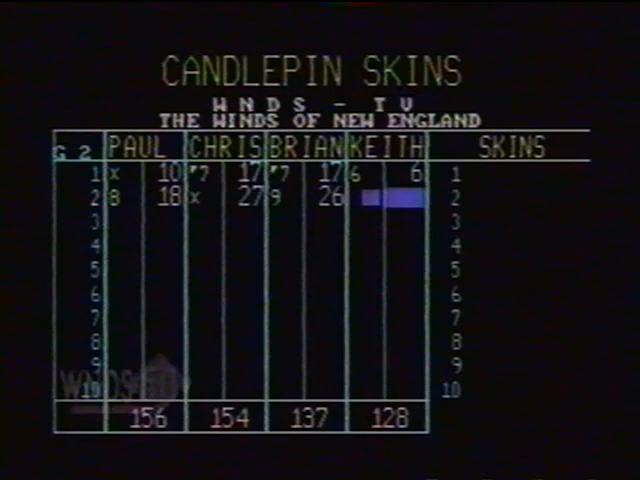 CANDLEPIN SKINS
WNDS - TV
THE WINDS OF NEW ENGLAND
G 2 PAUL CHRIS BRIAN KEITH SKINS
1 x 10 7 17 7 17 6 6 1
2 8 18 x 27 9 26 2
3 3
4 4
5 5
6 6
7 7
8 8
9 9
10 10
156 154 137 128
WNDS 50